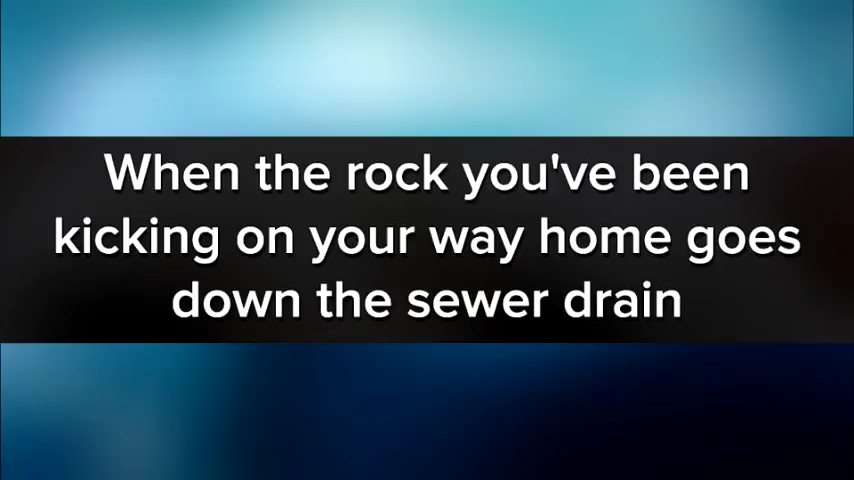 When the rock you've been
kicking on your way home goes
down the sewer drain